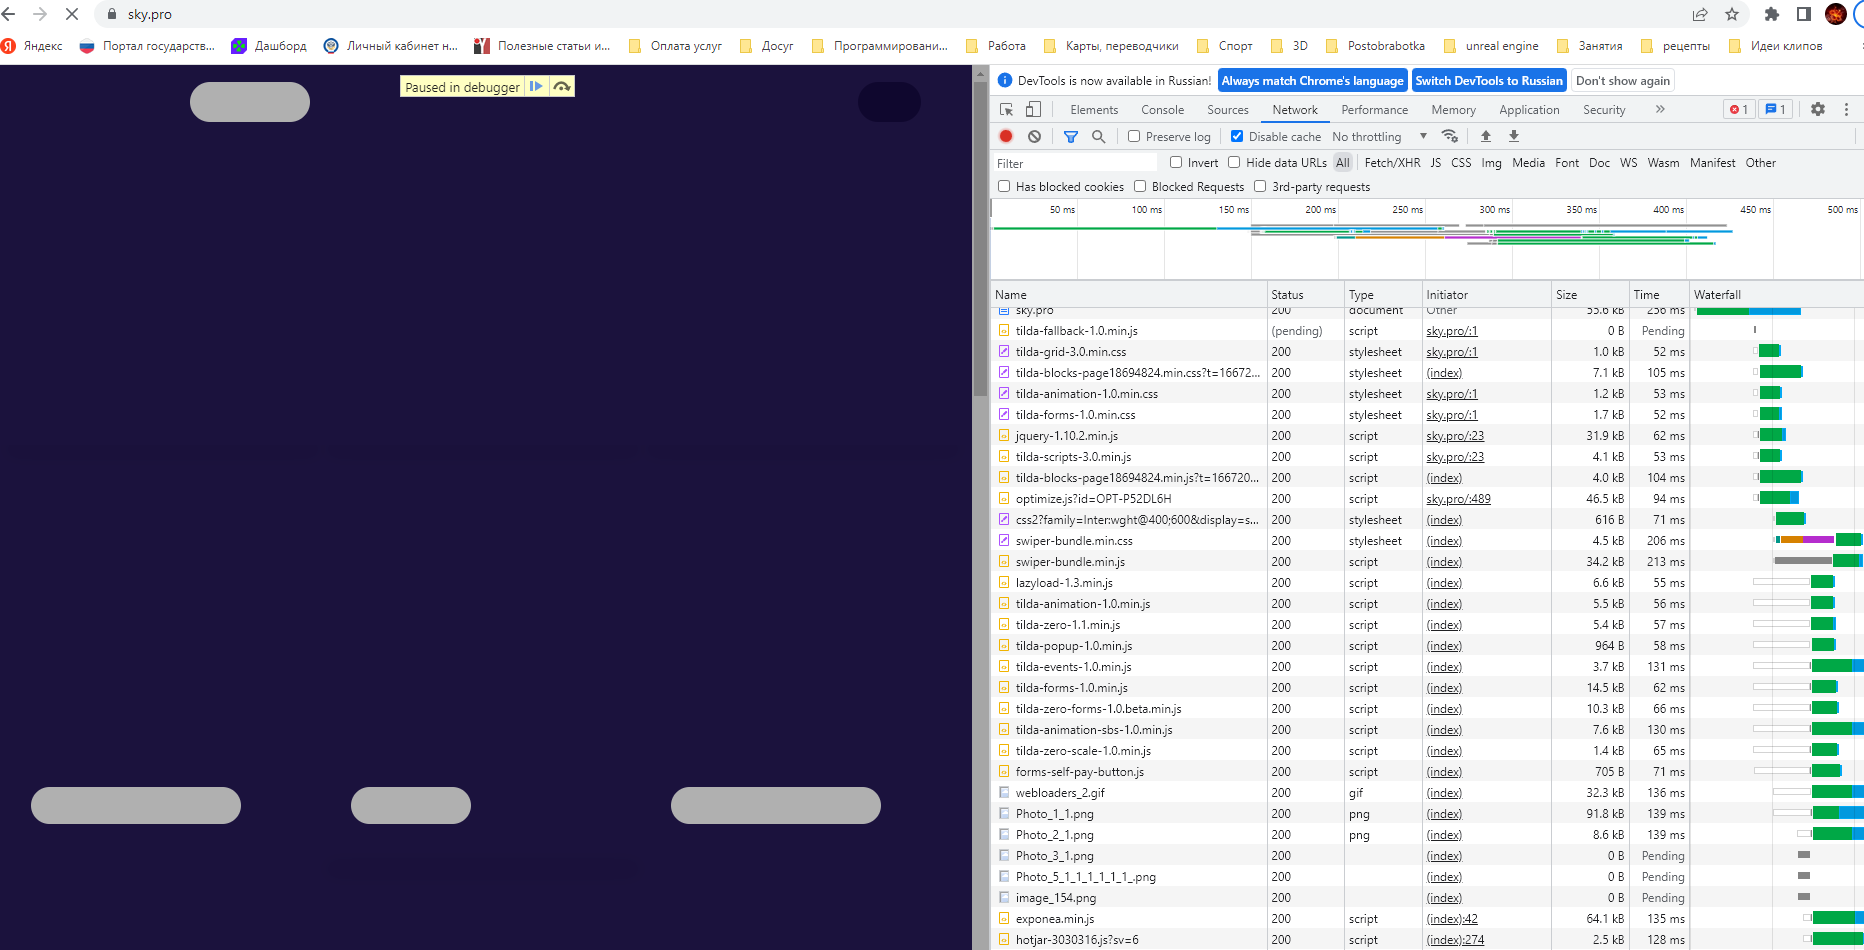 sky.pro
Яндекс
Портал государств...
Дашборд
Личный кабинет н...
Полезные статьи и...
Оплата услуг
Досуг
Программировани...
Работа
Карты, переводчики
Спорт
3D
Postobrabotka
unreal engine
Занятия
рецепты
Идеи клипов
Paused in debugger
DevTools is now available in Russian! Always match Chrome's language Switch DevTools to Russian Don't show again
Elements Console Sources Network Performance Memory Application Security » 1 1
Preserve log Disable cache No throttling
Filter Invert Hide data URLs All Fetch/XHR JS CSS Img Media Font Doc WS Wasm Manifest Other
Has blocked cookies Blocked Requests 3rd-party requests
50 ms 100 ms 150 ms 200 ms 250 ms 300 ms 350 ms 400 ms 450 ms 500 ms
Name Status Type Initiator Size Time Waterfall
sky.pro 200 document Other 55.6 kB 256 ms
tilda-fallback-1.0.min.js (pending) script sky.pro/:1 0 B Pending
tilda-grid-3.0.min.css 200 stylesheet sky.pro/:1 1.0 kB 52 ms
tilda-blocks-page18694824.min.css?t=16672... 200 stylesheet (index) 7.1 kB 105 ms
tilda-animation-1.0.min.css 200 stylesheet sky.pro/:1 1.2 kB 53 ms
tilda-forms-1.0.min.css 200 stylesheet sky.pro/:1 1.7 kB 52 ms
jquery-1.10.2.min.js 200 script sky.pro/:23 31.9 kB 62 ms
tilda-scripts-3.0.min.js 200 script sky.pro/:23 4.1 kB 53 ms
tilda-blocks-page18694824.min.js?t=166720... 200 script (index) 4.0 kB 104 ms
optimize.js?id=OPT-P52DL6H 200 script sky.pro/:489 46.5 kB 94 ms
css2?family=Inter:wght@400;600&display=s... 200 stylesheet (index) 616 B 71 ms
swiper-bundle.min.css 200 stylesheet (index) 4.5 kB 206 ms
swiper-bundle.min.js 200 script (index) 34.2 kB 213 ms
lazyload-1.3.min.js 200 script (index) 6.6 kB 55 ms
tilda-animation-1.0.min.js 200 script (index) 5.5 kB 56 ms
tilda-zero-1.1.min.js 200 script (index) 5.4 kB 57 ms
tilda-popup-1.0.min.js 200 script (index) 964 B 58 ms
tilda-events-1.0.min.js 200 script (index) 3.7 kB 131 ms
tilda-forms-1.0.min.js 200 script (index) 14.5 kB 62 ms
tilda-zero-forms-1.0.beta.min.js 200 script (index) 10.3 kB 66 ms
tilda-animation-sbs-1.0.min.js 200 script (index) 7.6 kB 130 ms
tilda-zero-scale-1.0.min.js 200 script (index) 1.4 kB 65 ms
forms-self-pay-button.js 200 script (index) 705 B 71 ms
webloaders_2.gif 200 gif (index) 32.3 kB 136 ms
Photo_1_1.png 200 png (index) 91.8 kB 139 ms
Photo_2_1.png 200 png (index) 8.6 kB 139 ms
Photo_3_1.png 200 (index) 0 B Pending
Photo_5_1_1_1_1_1_1_.png 200 (index) 0 B Pending
image_154.png 200 (index) 0 B Pending
exponea.min.js 200 script (index):42 64.1 kB 135 ms
hotjar-3030316.js?sv=6 200 script (index):274 2.5 kB 128 ms